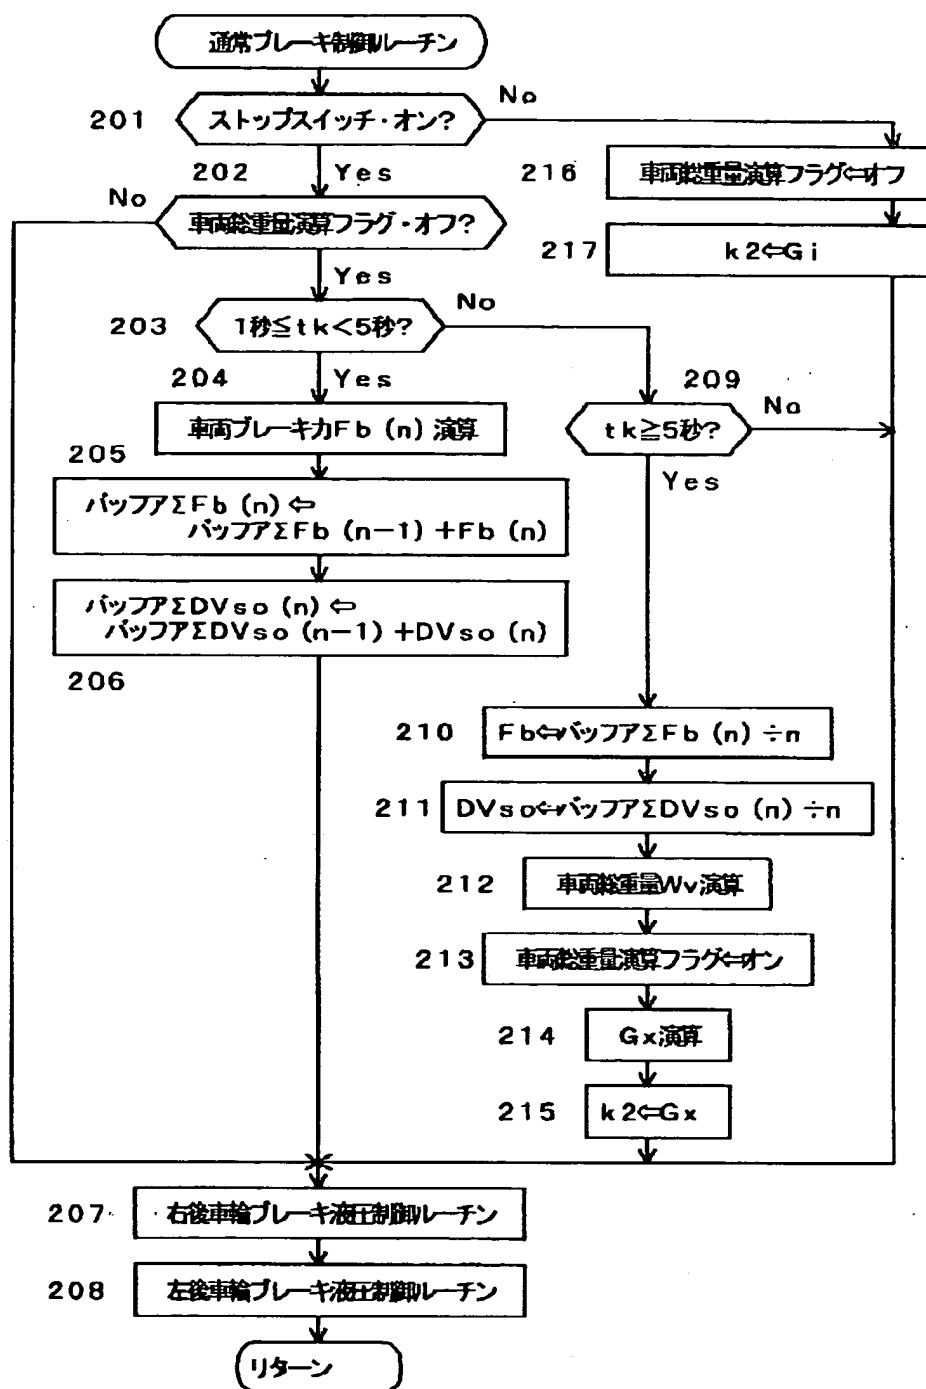 通常ブレーキ制御ルーチン
No
201
ストップスイッチ・オン?
202
Yes
216
車両総重量演算フラグ⇦オフ
No
車両総重量演算フラグ・オフ?
217
k2⇦Gi
Yes
No
203
1秒≦tk<5秒?
204
Yes
209
車両ブレーキ力Fb(n)演算
tk≧5秒?
No
205
Yes
バッファΣFb(n)⇦
バッファΣFb(n-1)+Fb(n)
バッファΣDVso(n)⇦
バッファΣDVso(n-1)+DVso(n)
206
210
Fb⇦バッファΣFb(n)÷n
211
DVso⇦バッファΣDVso(n)÷n
212
車両総重量Wv演算
213
車両総重量演算フラグ⇦オン
214
Gx演算
215
k2⇦Gx
207
右後車輪ブレーキ液圧制御ルーチン
208
左後車輪ブレーキ液圧制御ルーチン
リターン